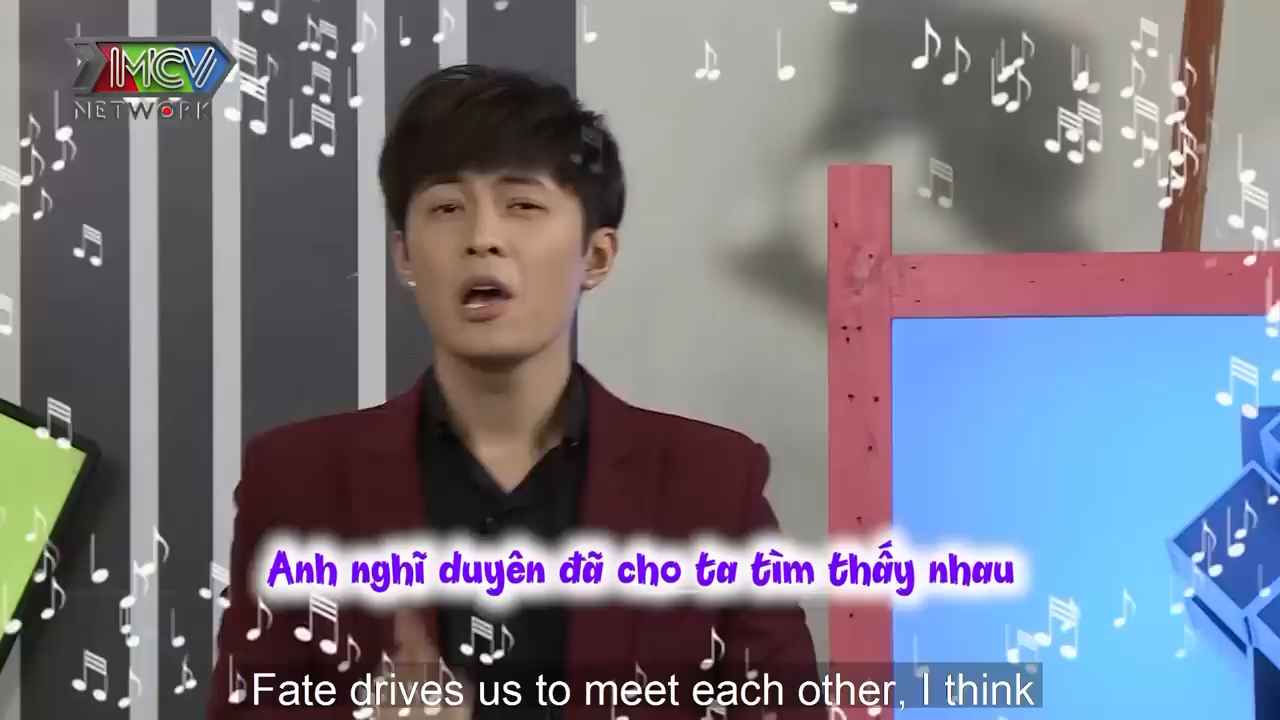 MCV
NETWORK
Anh nghĩ duyên đã cho ta tìm thấy nhau
Fate drives us to meet each other, I think